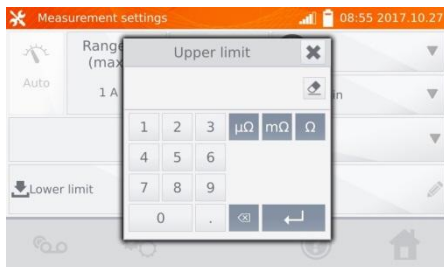 Measurement settings 08:55 2017.10.27
Range
(max
Auto
1 A
in
Lower limit
Upper limit
1 2 3 µΩ mΩ Ω
4 5 6
7 8 9
0 .